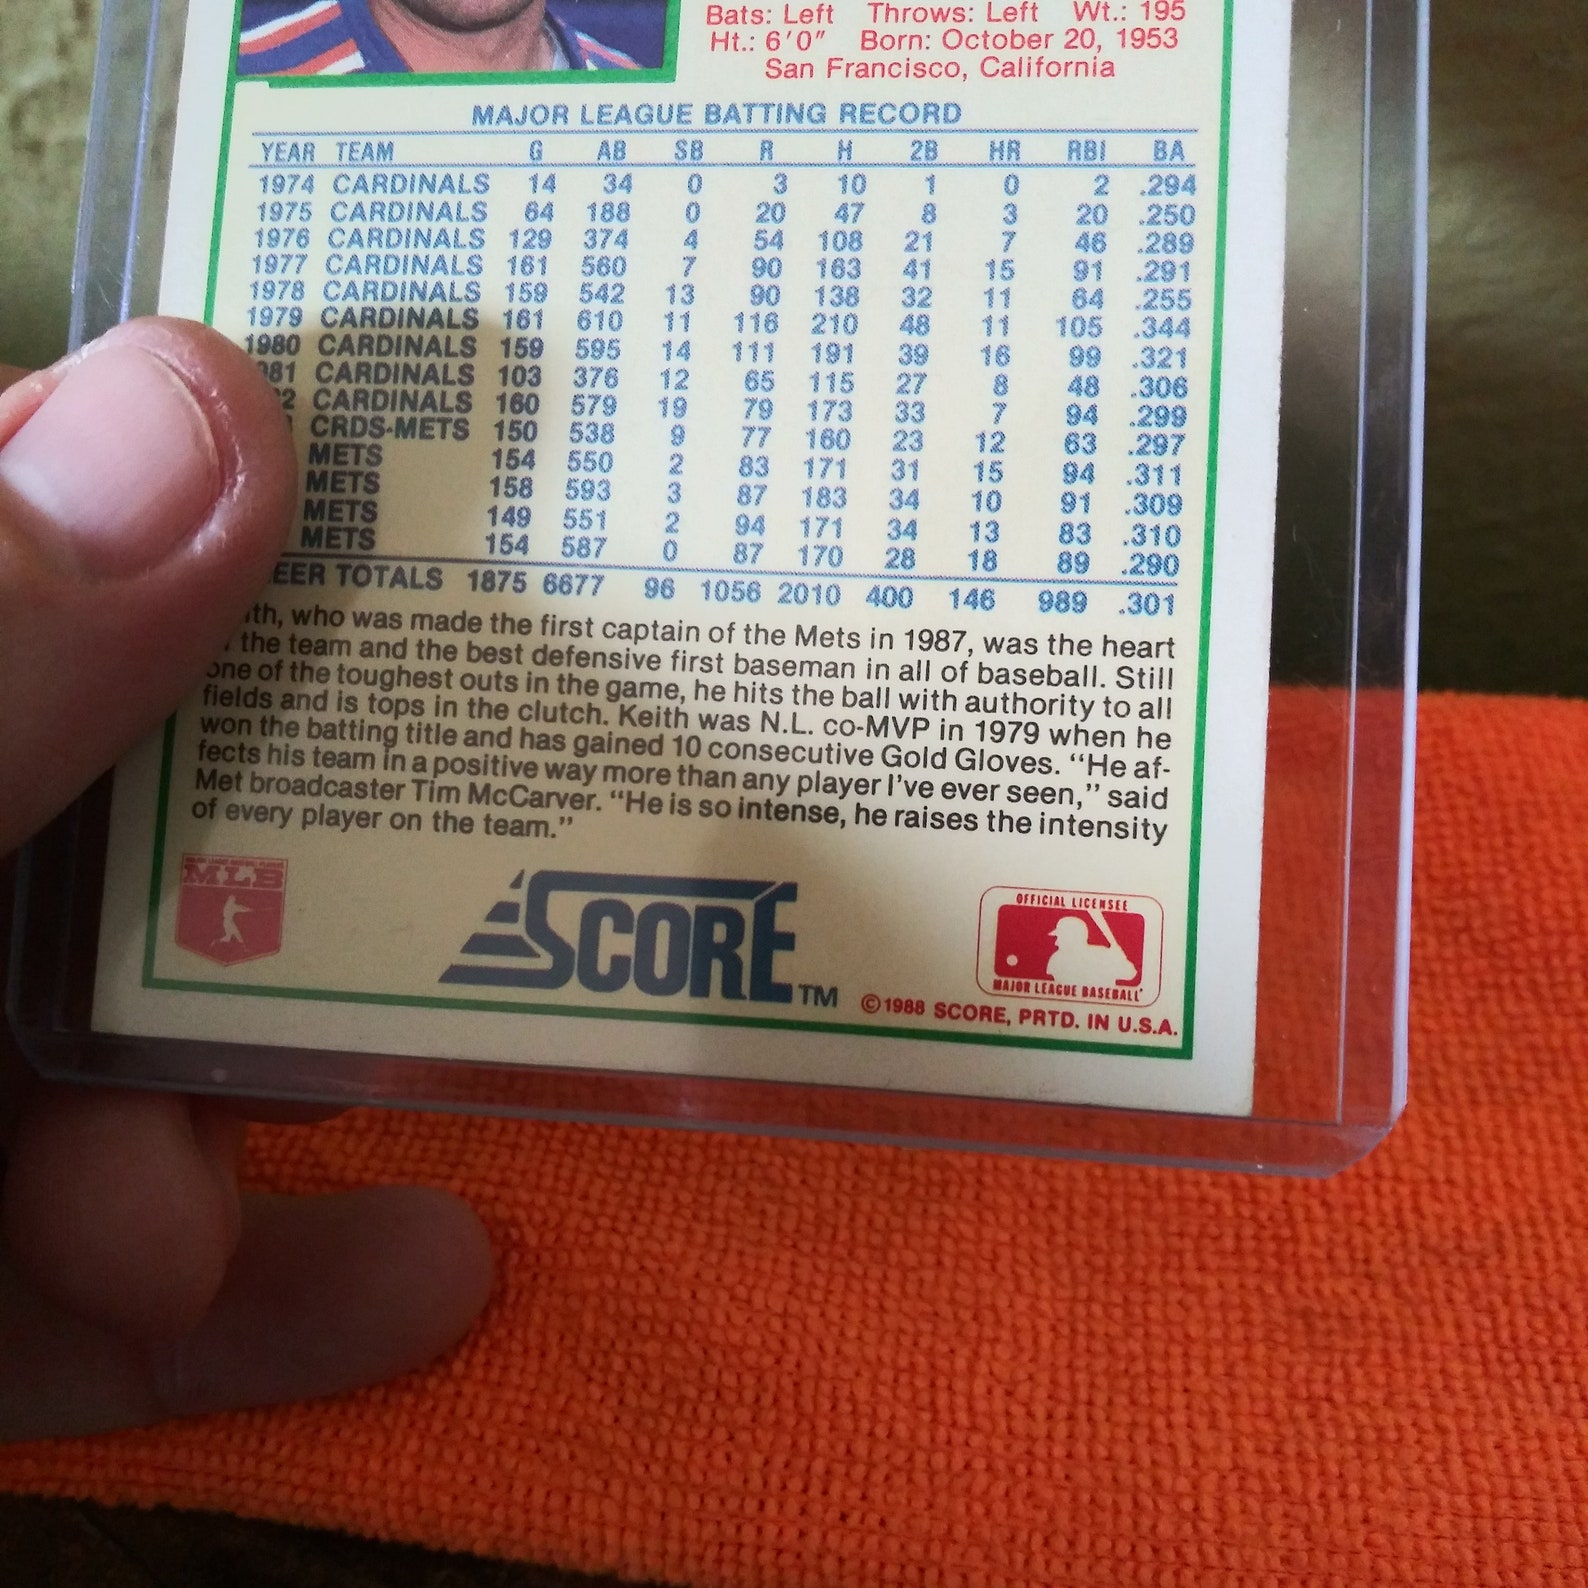 Bats: Left Throws: Left Wt.: 195
Ht.: 6'0" Born: October 20, 1953
San Francisco, California
MAJOR LEAGUE BATTING RECORD
YEAR TEAM G AB SB R H 2B HR RBI BA
1974 CARDINALS 14 34 0 3 10 1 0 2 .294
1975 CARDINALS 64 188 0 20 47 8 3 20 .250
1976 CARDINALS 129 374 4 54 108 21 7 46 .289
1977 CARDINALS 161 560 7 90 163 41 15 91 .291
1978 CARDINALS 159 542 13 90 138 32 11 64 .255
1979 CARDINALS 161 610 11 116 210 48 11 105 .344
1980 CARDINALS 159 595 14 111 191 39 16 99 .321
81 CARDINALS 103 376 12 65 115 27 8 48 .306
2 CARDINALS 160 579 19 79 173 33 7 94 .299
CRDS-METS 150 538 9 77 160 23 12 63 .297
METS 154 550 2 83 171 31 15 94 .311
METS 158 593 3 87 183 34 10 91 .309
METS 149 551 2 94 171 34 13 83 .310
METS 154 587 0 87 170 28 18 89 .290
EER TOTALS 1875 6677 96 1056 2010 400 146 989 .301
ith, who was made the first captain of the Mets in 1987, was the heart
the team and the best defensive first baseman in all of baseball. Still
one of the toughest outs in the game, he hits the ball with authority to all
fields and is tops in the clutch. Keith was N.L. co-MVP in 1979 when he
won the batting title and has gained 10 consecutive Gold Gloves. "He af-
fects his team in a positive way more than any player I've ever seen," said
Met broadcaster Tim McCarver. "He is so intense, he raises the intensity
of every player on the team."
MLB
SCORE TM
OFFICIAL LICENSEE
MAJOR LEAGUE BASEBALL
©1988 SCORE, PRTD. IN U.S.A.